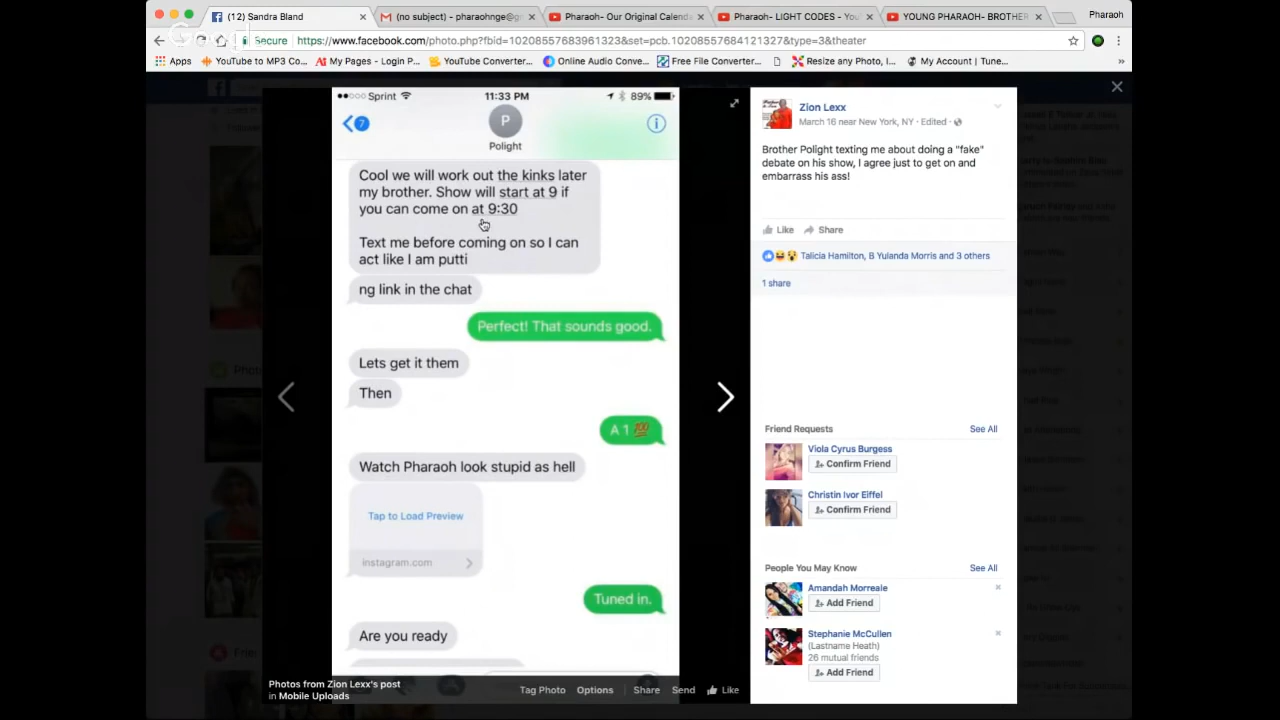 (12) Sandra Bland
(no subject) - pharaohnge@g
Pharaoh- Our Original Calenda
Pharaoh- LIGHT CODES - You
YOUNG PHARAOH- BROTHER
Pharaoh
Secure
https://www.facebook.com/photo.php?fbid=10208557683961323&set=pcb.10208557684121327&type=3&theater
Apps
YouTube to MP3 Co...
My Pages - Login P...
YouTube Converter...
Online Audio Conve...
Free File Converter...
Resize any Photo, I...
My Account | Tune...
»
Sprint
11:33 PM
89%
7
P
Polight
Cool we will work out the kinks later
my brother. Show will start at 9 if
you can come on at 9:30
Text me before coming on so I can
act like I am putti
ng link in the chat
Perfect! That sounds good.
Lets get it them
Then
A 1 💯
Watch Pharaoh look stupid as hell
Tap to Load Preview
instagram.com
Tuned in.
Are you ready
Photos from Zion Lexx's post
in Mobile Uploads
Tag Photo
Options
Share
Send
Like
Zion Lexx
March 16 near New York, NY · Edited ·
Brother Polight texting me about doing a "fake"
debate on his show, I agree just to get on and
embarrass his ass!
Like
Share
Talicia Hamilton, B Yulanda Morris and 3 others
1 share
Friend Requests
See All
Viola Cyrus Burgess
Confirm Friend
Christin Ivor Eiffel
Confirm Friend
People You May Know
See All
Amandah Morreale
Add Friend
Stephanie McCullen
(Lastname Heath)
26 mutual friends
Add Friend